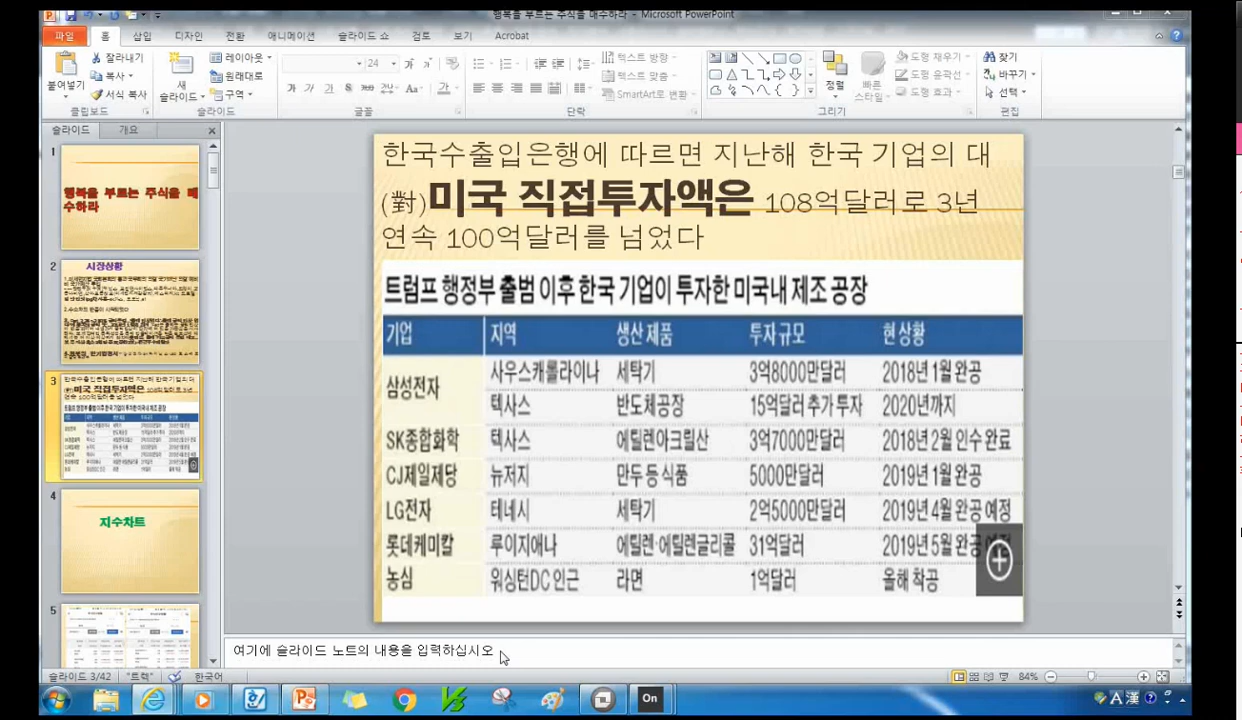 행복을 부르는 주식을 매수하라 - Microsoft PowerPoint
파일 홈 삽입 디자인 전환 애니메이션 슬라이드 쇼 검토 보기 Acrobat
붙여넣기 잘라내기 복사 서식 복사 클립보드
새 슬라이드 레이아웃 원래대로 구역 슬라이드
24 가 가 가 글꼴
텍스트 방향 텍스트 맞춤 SmartArt로 변환 단락
정렬 빠른 스타일 도형 채우기 도형 윤곽선 도형 효과 그리기
찾기 바꾸기 선택 편집
슬라이드 개요
1
행복을 부르는 주식을 매
수하라
2
시장상황
3
4
지수차트
5
한국수출입은행에 따르면 지난해 한국 기업의 대
(對)미국 직접투자액은 108억달러로 3년
연속 100억달러를 넘었다
트럼프 행정부 출범 이후 한국 기업이 투자한 미국내 제조 공장
기업 지역 생산 제품 투자 규모 현 상황
삼성전자 사우스캐롤라이나 세탁기 3억8000만달러 2018년 1월 완공
텍사스 반도체공장 15억달러 추가 투자 2020년까지
SK종합화학 텍사스 에틸렌아크릴산 3억7000만달러 2018년 2월 인수 완료
CJ제일제당 뉴저지 만두 등 식품 5000만달러 2019년 1월 완공
LG전자 테네시 세탁기 2억5000만달러 2019년 4월 완공 예정
롯데케미칼 루이지애나 에틸렌·에틸렌글리콜 31억달러 2019년 5월 완공 예정
농심 워싱턴DC 인근 라면 1억달러 올해 착공
여기에 슬라이드 노트의 내용을 입력하십시오
슬라이드 3/42 "트렉" 한국어 84%
On A 漢